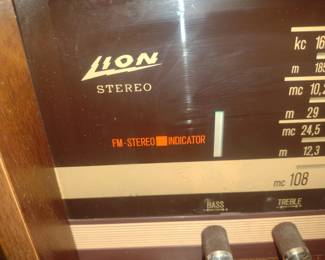 LION
STEREO
FM-STEREO INDICATOR
kc 16
m 185
mc 10,2
m 29
mc 24,5
m 12,3
mc 108
BASS TREBLE